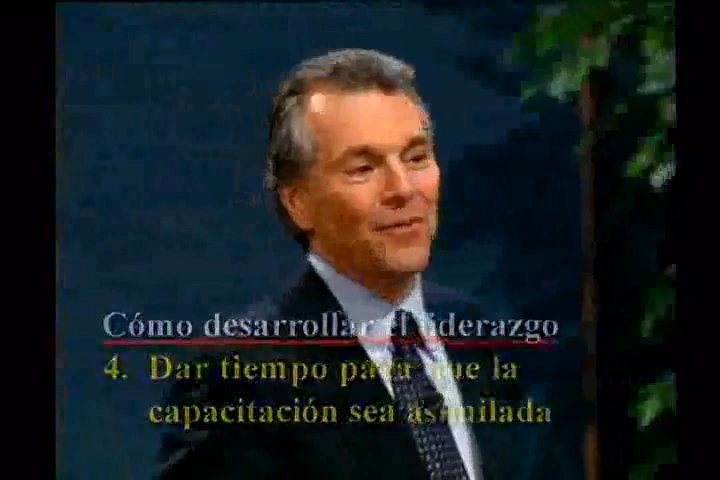 Cómo desarrollar el liderazgo
4. Dar tiempo para que la
capacitación sea asimilada